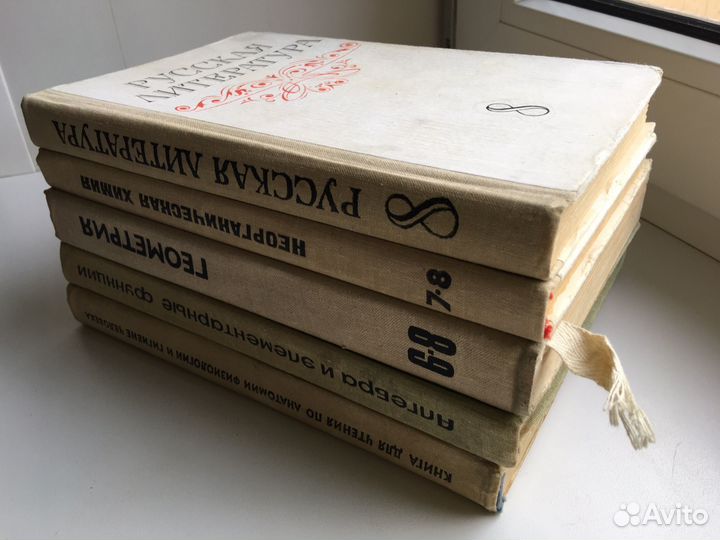 РУССКАЯ
ЛИТЕРАТУРА
8
РУССКАЯ ЛИТЕРАТУРА 8
НЕОРГАНИЧЕСКАЯ ХИМИЯ 7·8
ГЕОМЕТРИЯ 6-8
Алгебра и элементарные функции
КНИГА ДЛЯ ЧТЕНИЯ ПО АНАТОМИИ ФИЗИОЛОГИИ И ГИГИЕНЕ ЧЕЛОВЕКА
Avito